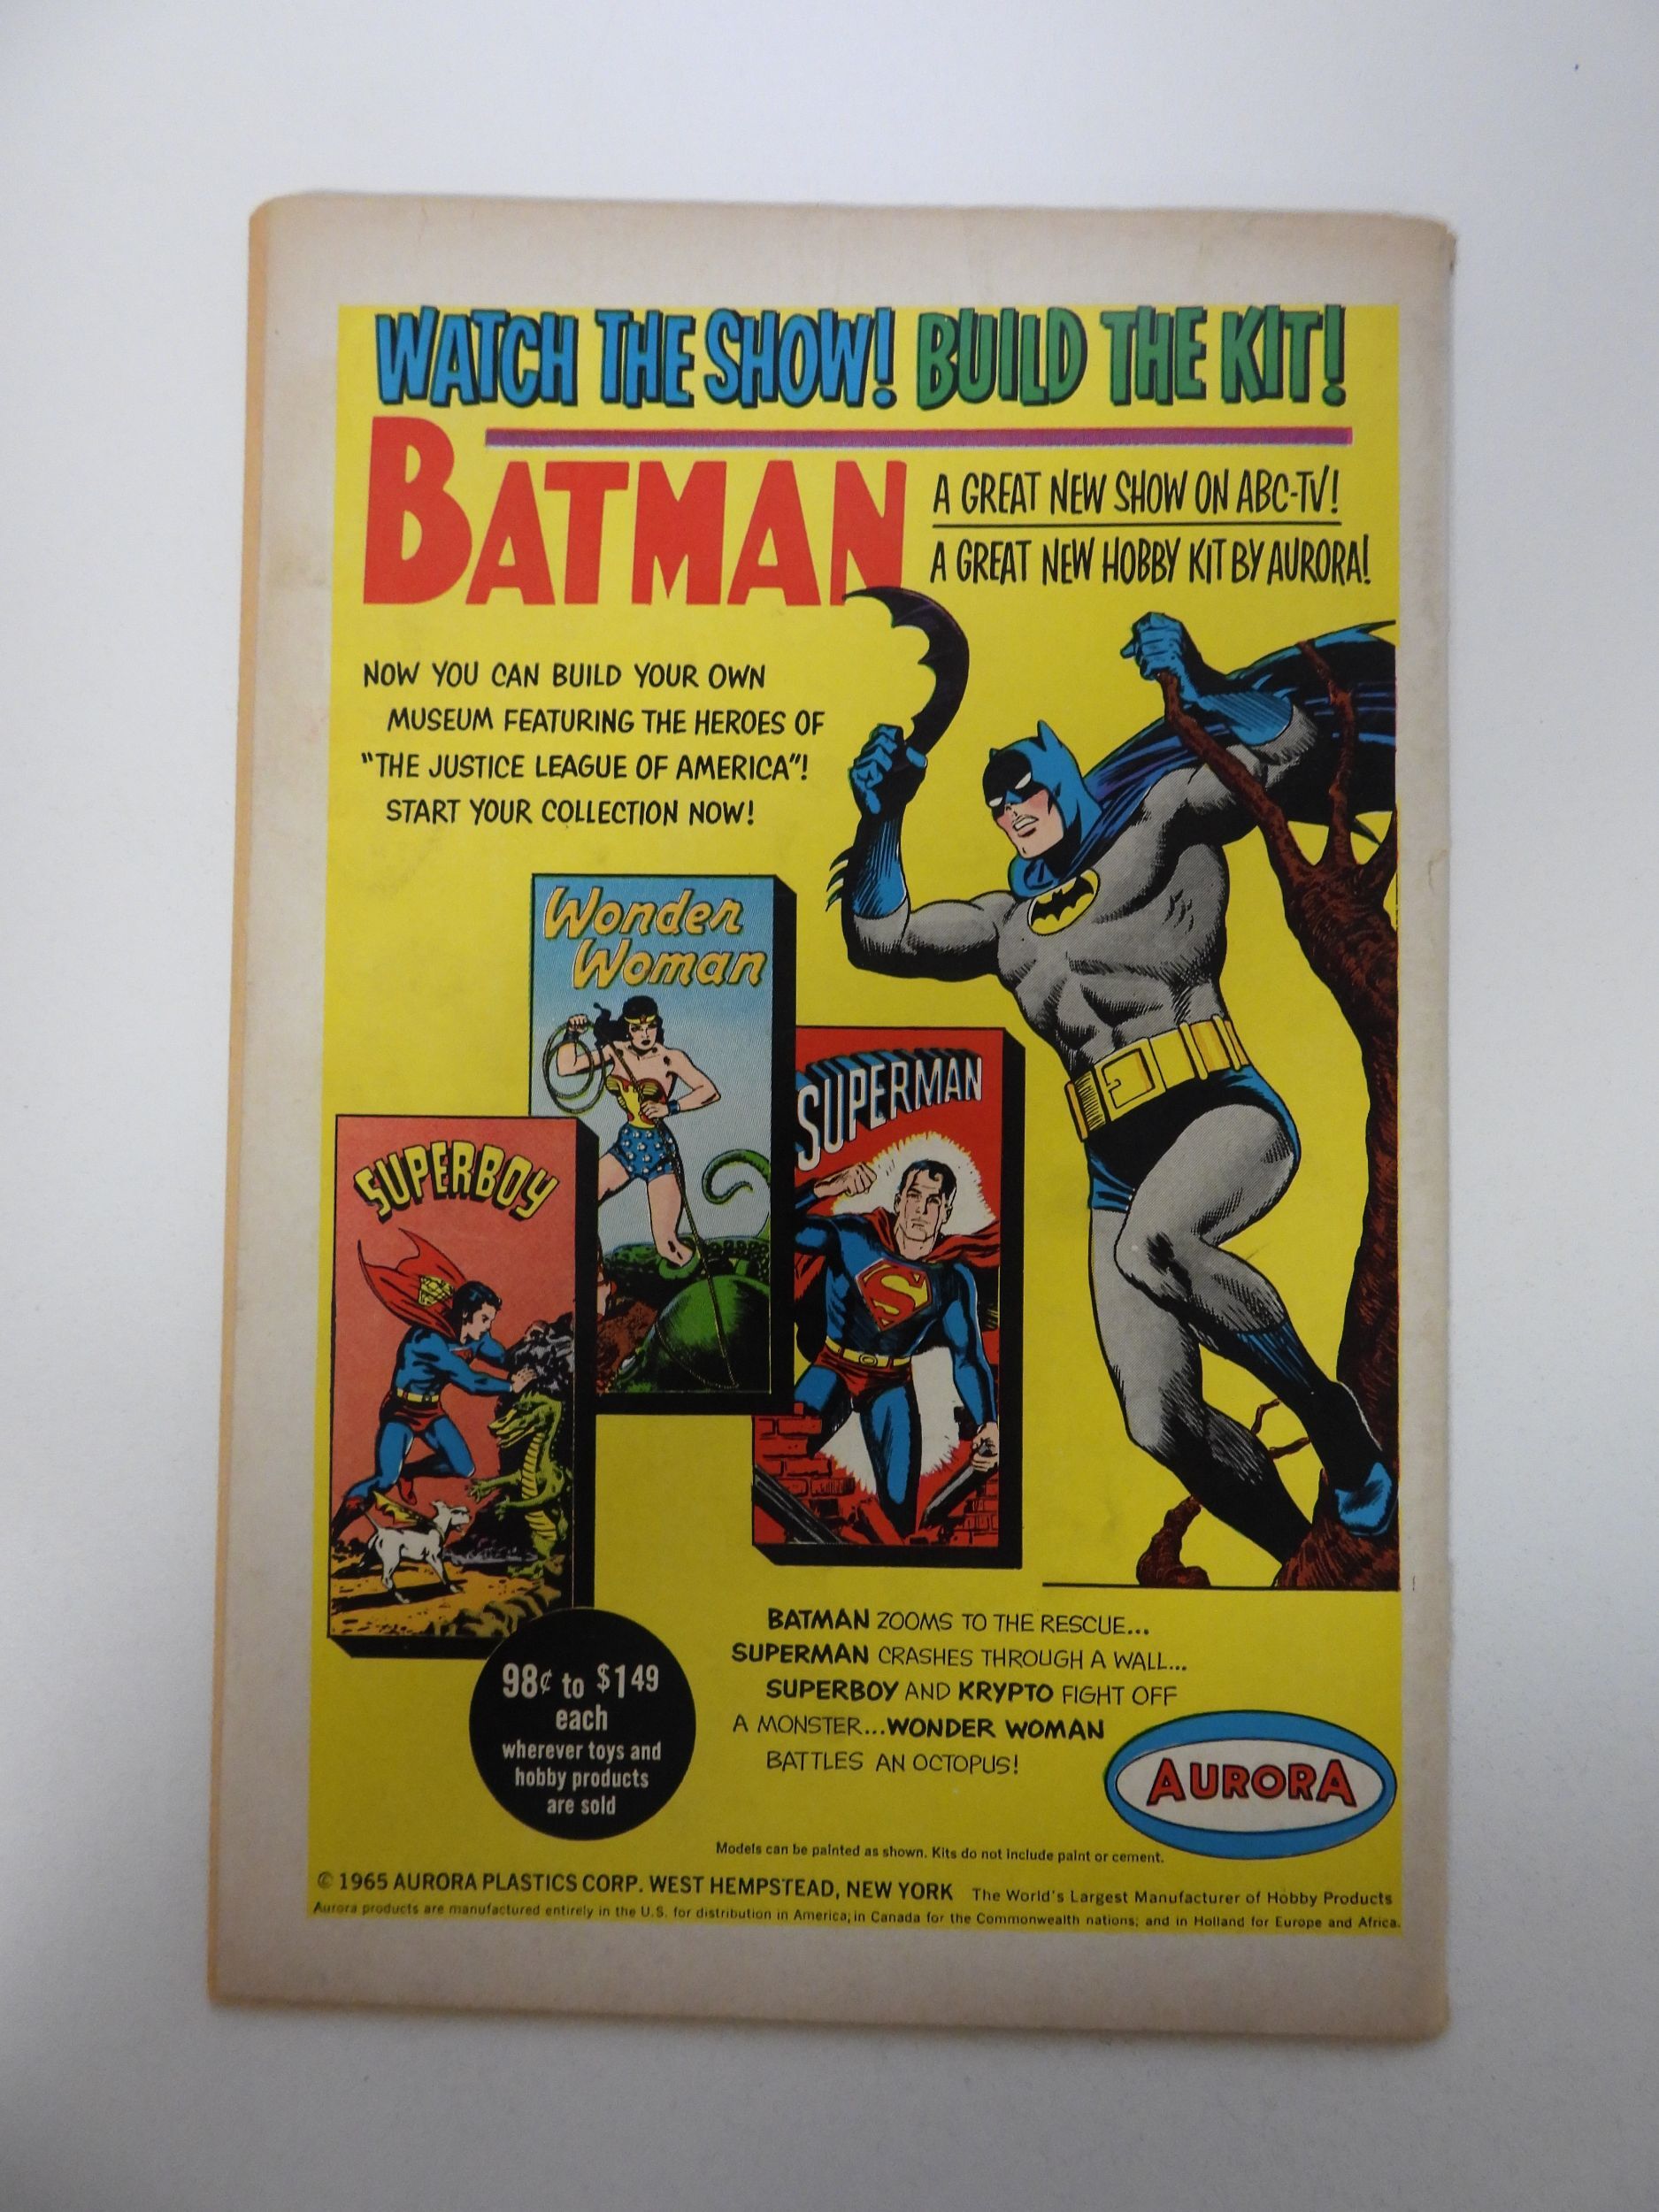 WATCH THE SHOW! BUILD THE KIT!
BATMAN
A GREAT NEW SHOW ON ABC-TV!
A GREAT NEW HOBBY KIT BY AURORA!
NOW YOU CAN BUILD YOUR OWN
MUSEUM FEATURING THE HEROES OF
"THE JUSTICE LEAGUE OF AMERICA"!
START YOUR COLLECTION NOW!
Wonder
Woman
SUPERMAN
SUPERBOY
98¢ to $1.49
each
wherever toys and
hobby products
are sold
BATMAN ZOOMS TO THE RESCUE...
SUPERMAN CRASHES THROUGH A WALL...
SUPERBOY AND KRYPTO FIGHT OFF
A MONSTER...WONDER WOMAN
BATTLES AN OCTOPUS!
AURORA
Models can be painted as shown. Kits do not include paint or cement.
© 1965 AURORA PLASTICS CORP. WEST HEMPSTEAD, NEW YORK The World's Largest Manufacturer of Hobby Products
Aurora products are manufactured entirely in the U.S. for distribution in America; in Canada for the Commonwealth nations; and in Holland for Europe and Africa.